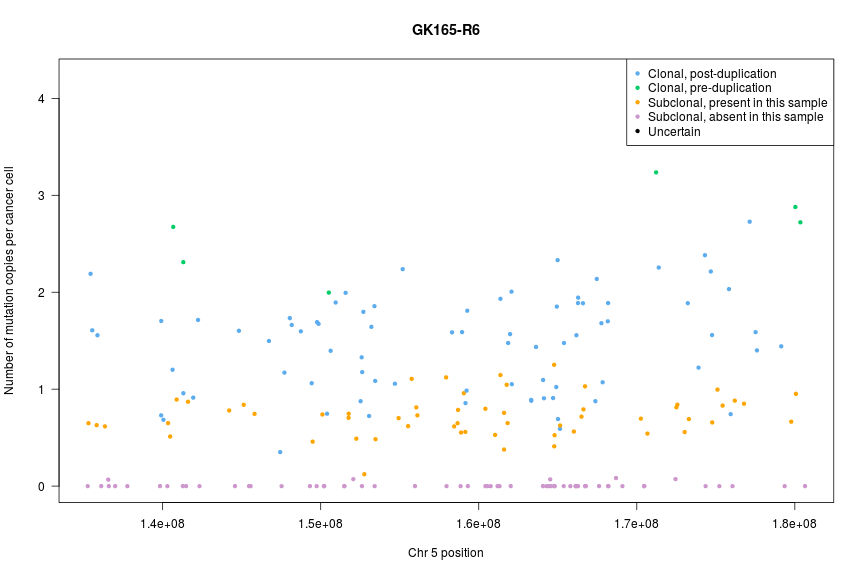 GK165-R6
Clonal, post-duplication
Clonal, pre-duplication
Subclonal, present in this sample
Subclonal, absent in this sample
Uncertain
Number of mutation copies per cancer cell
4
3
2
1
0
1.4e+08 1.5e+08 1.6e+08 1.7e+08 1.8e+08
Chr 5 position